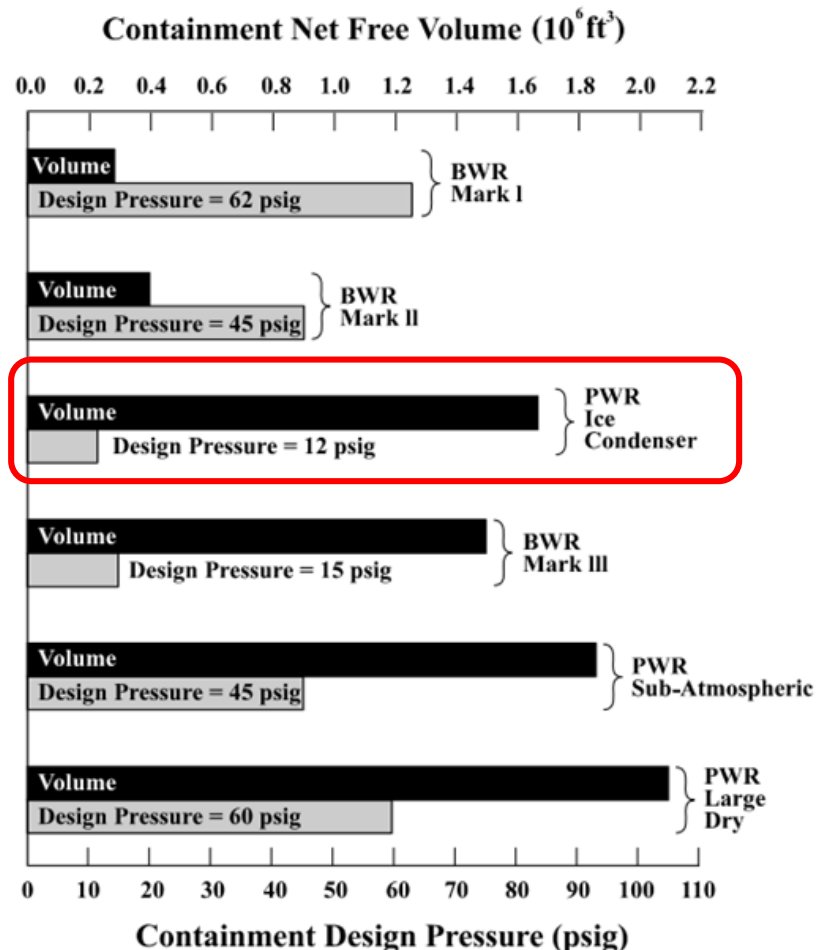 Containment Net Free Volume (10⁶ft³)
0.0 0.2 0.4 0.6 0.8 1.0 1.2 1.4 1.6 1.8 2.0 2.2
Volume
Design Pressure = 62 psig
BWR
Mark I
Volume
Design Pressure = 45 psig
BWR
Mark II
Volume
Design Pressure = 12 psig
PWR
Ice
Condenser
Volume
Design Pressure = 15 psig
BWR
Mark III
Volume
Design Pressure = 45 psig
PWR
Sub-Atmospheric
Volume
Design Pressure = 60 psig
PWR
Large
Dry
0 10 20 30 40 50 60 70 80 90 100 110
Containment Design Pressure (psig)